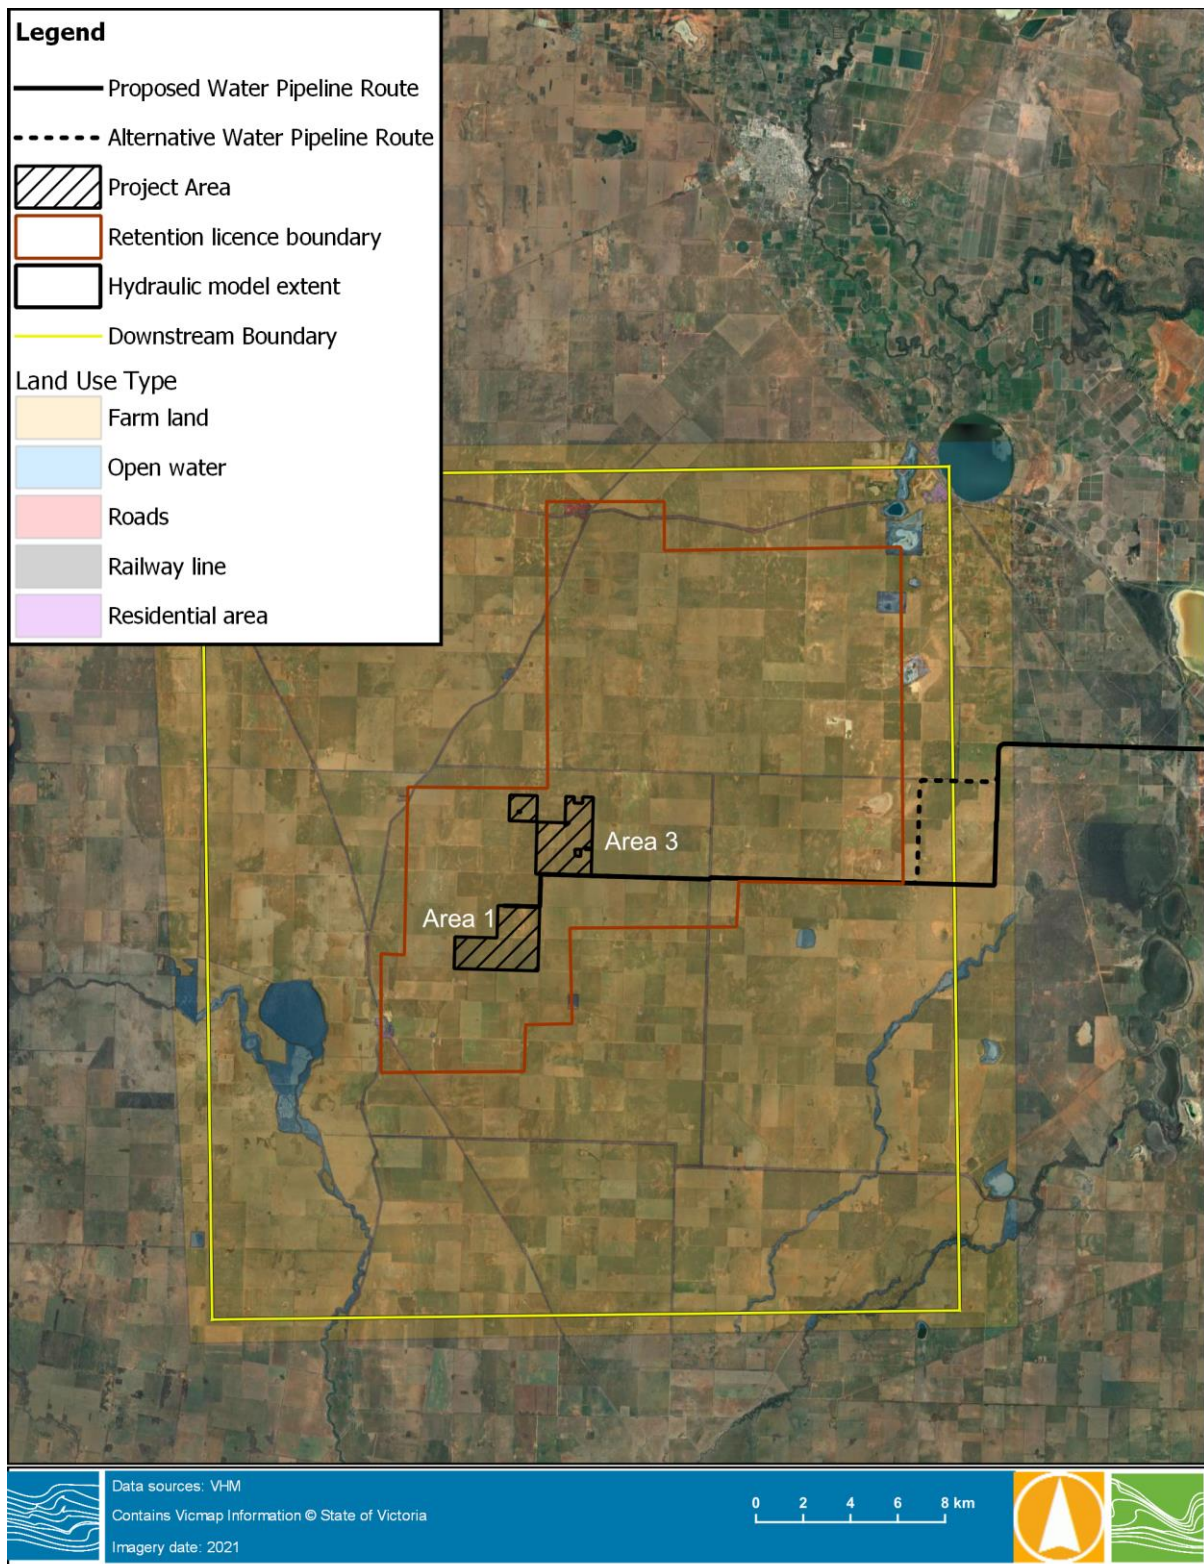 Legend
Proposed Water Pipeline Route
Alternative Water Pipeline Route
Project Area
Retention licence boundary
Hydraulic model extent
Downstream Boundary
Land Use Type
Farm land
Open water
Roads
Railway line
Residential area
Area 3
Area 1
Data sources: VHM
Contains Vicmap Information © State of Victoria
Imagery date: 2021
0 2 4 6 8 km